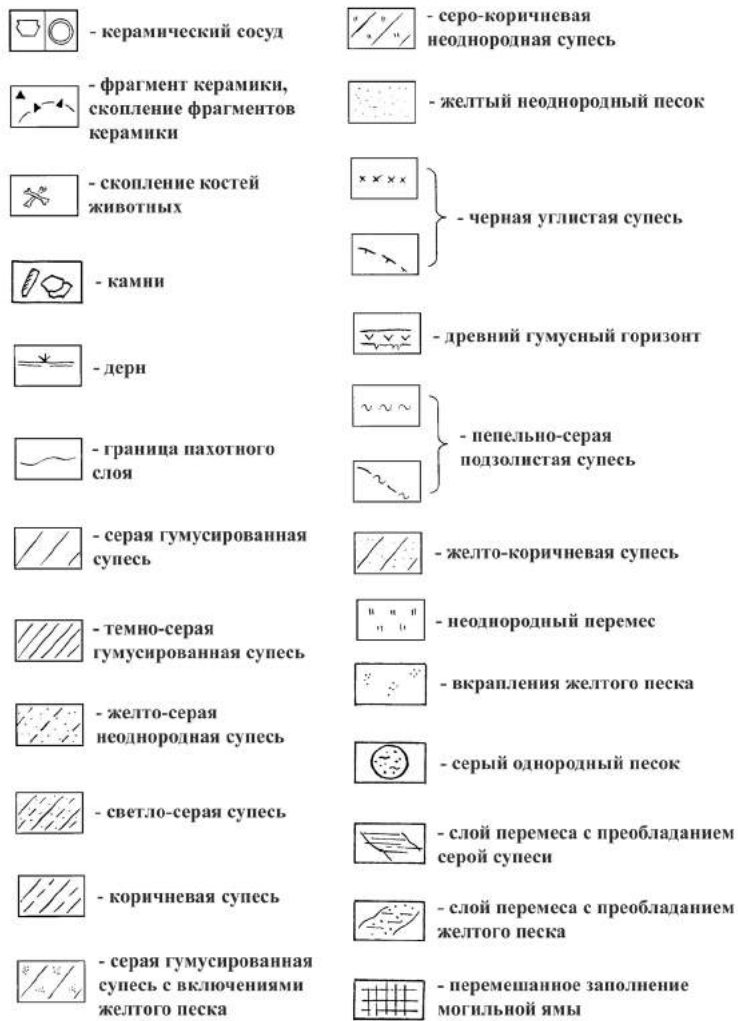 - керамический сосуд
- фрагмент керамики,
скопление фрагментов
керамики
- скопление костей
животных
- камни
- дерн
- граница пахотного
слоя
- серая гумусированная
супесь
- темно-серая
гумусированная супесь
- желто-серая
неоднородная супесь
- светло-серая супесь
- коричневая супесь
- серая гумусированная
супесь с включениями
желтого песка
- серо-коричневая
неоднородная супесь
- желтый неоднородный песок
- черная углистая супесь
- древний гумусный горизонт
- пепельно-серая
подзолистая супесь
- желто-коричневая супесь
- неоднородный перемес
- вкрапления желтого песка
- серый однородный песок
- слой перемеса с преобладанием
серой супеси
- слой перемеса с преобладанием
желтого песка
- перемешанное заполнение
могильной ямы